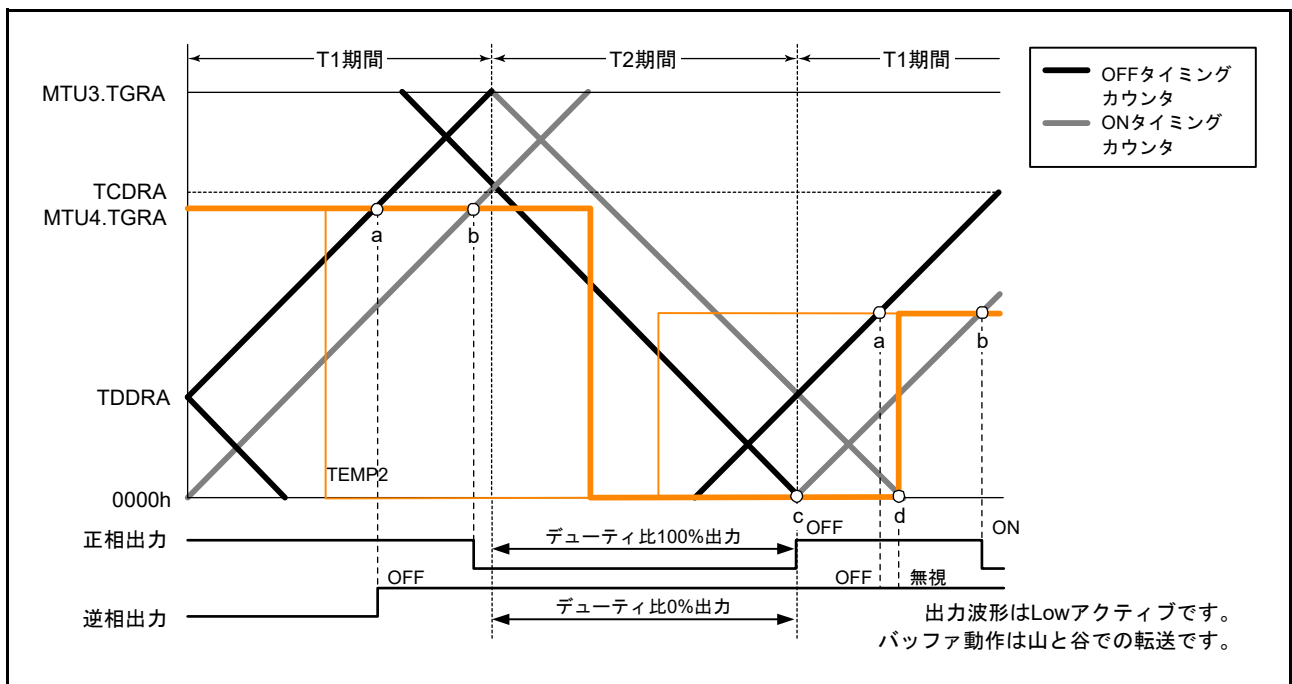 T1期間
T2期間
T1期間
OFFタイミング
カウンタ
ONタイミング
カウンタ
MTU3.TGRA
TCDRA
MTU4.TGRA
a
b
a
b
TDDRA
TEMP2
0000h
c
d
正相出力
デューティ比100%出力
OFF
ON
OFF
OFF
無視
逆相出力
デューティ比0%出力
出力波形はLowアクティブです。
バッファ動作は山と谷での転送です。